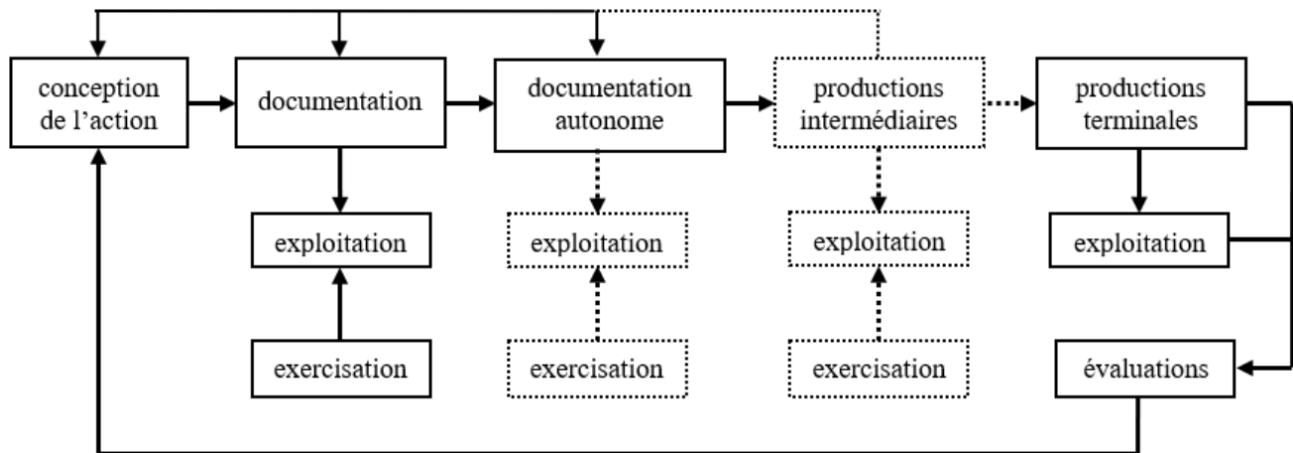 conception
de l’action
documentation
documentation
autonome
productions
intermédiaires
productions
terminales
exploitation
exploitation
exploitation
exploitation
exercisation
exercisation
exercisation
évaluations